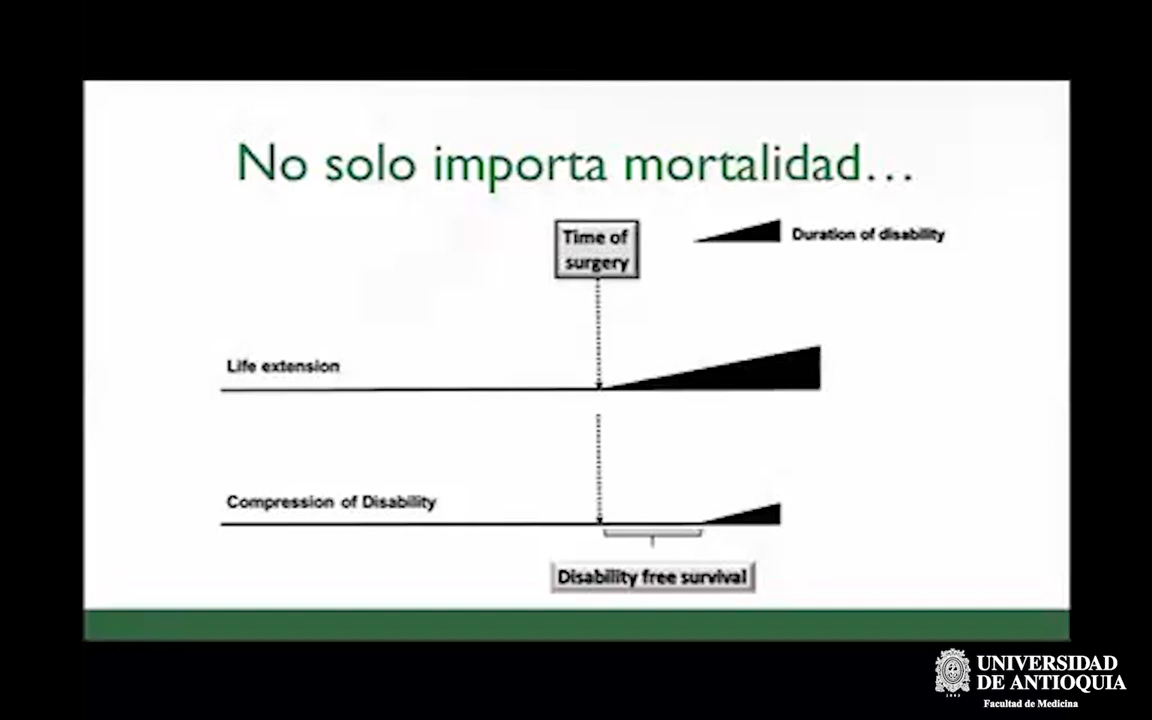 No solo importa mortalidad…
Time of
surgery
Duration of disability
Life extension
Compression of Disability
Disability free survival
UNIVERSIDAD
DE ANTIOQUIA
Facultad de Medicina